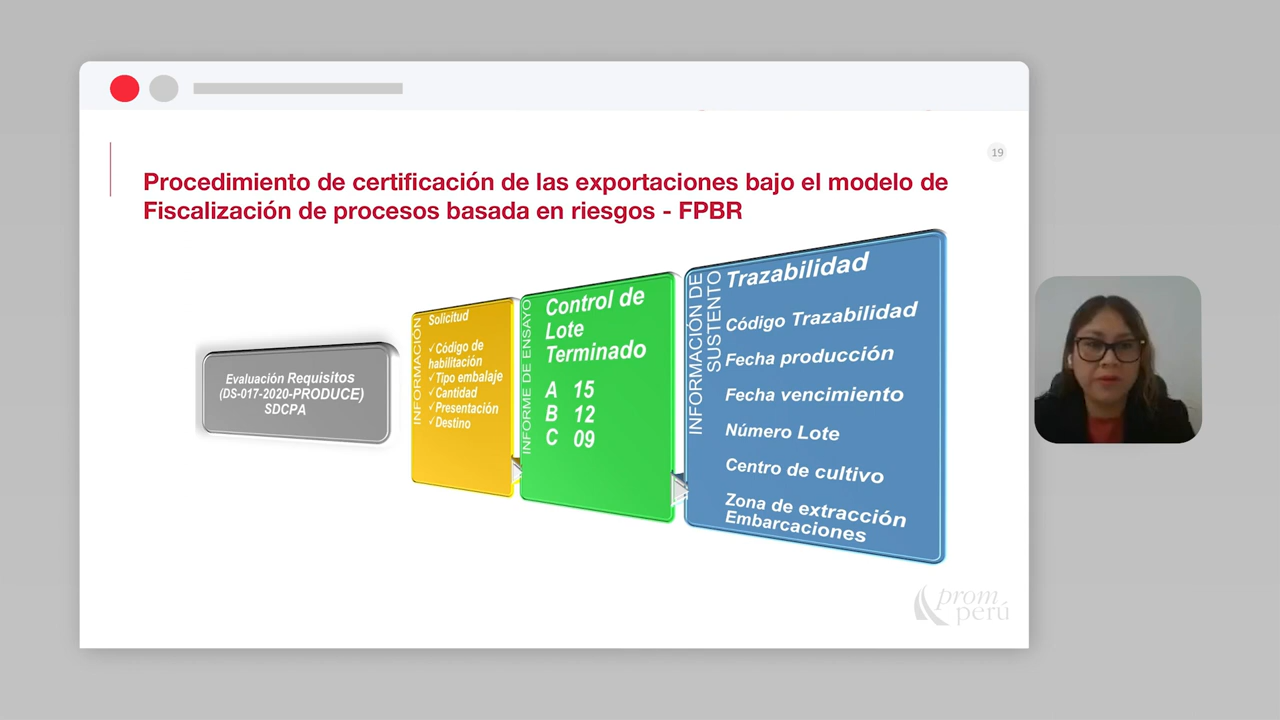 19
Procedimiento de certificación de las exportaciones bajo el modelo de
Fiscalización de procesos basada en riesgos - FPBR
Evaluación Requisitos
(DS-017-2020-PRODUCE)
SDCPA
INFORMACIÓN
Solicitud
✓Código de
habilitación
✓Tipo embalaje
✓Cantidad
✓Presentación
✓Destino
INFORME DE ENSAYO
Control de
Lote
Terminado
A 15
B 12
C 09
INFORMACIÓN DE
SUSTENTO
Trazabilidad
Código Trazabilidad
Fecha producción
Fecha vencimiento
Número Lote
Centro de cultivo
Zona de extracción
Embarcaciones
prom
perú